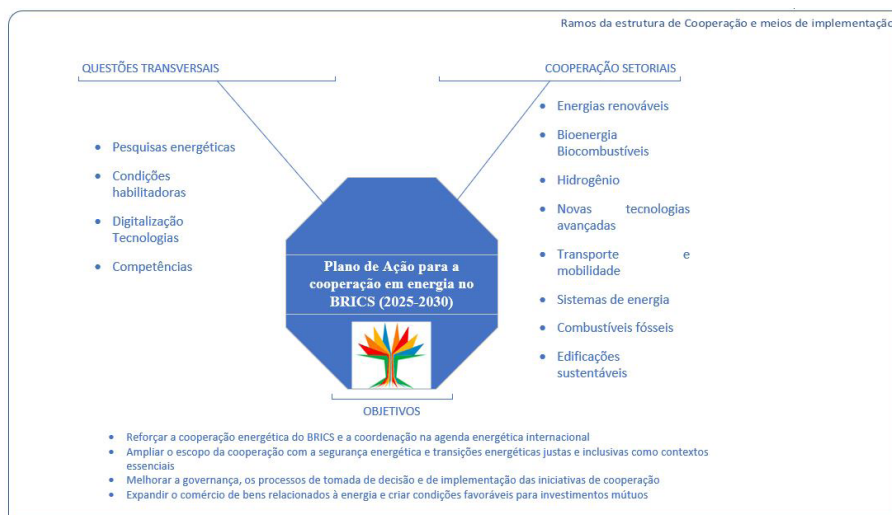 Ramos da estrutura de Cooperação e meios de implementação
QUESTÕES TRANSVERSAIS
Pesquisas energéticas
Condições
habilitadoras
Digitalização
Tecnologias
Competências
COOPERAÇÃO SETORIAIS
Energias renováveis
Bioenergia
Biocombustíveis
Hidrogênio
Novas tecnologias
avançadas
Transporte e
mobilidade
Sistemas de energia
Combustíveis fósseis
Edificações
sustentáveis
Plano de Ação para a
cooperação em energia no
BRICS (2025-2030)
OBJETIVOS
Reforçar a cooperação energética do BRICS e a coordenação na agenda energética internacional
Ampliar o escopo da cooperação com a segurança energética e transições energéticas justas e inclusivas como contextos
essenciais
Melhorar a governança, os processos de tomada de decisão e de implementação das iniciativas de cooperação
Expandir o comércio de bens relacionados à energia e criar condições favoráveis para investimentos mútuos